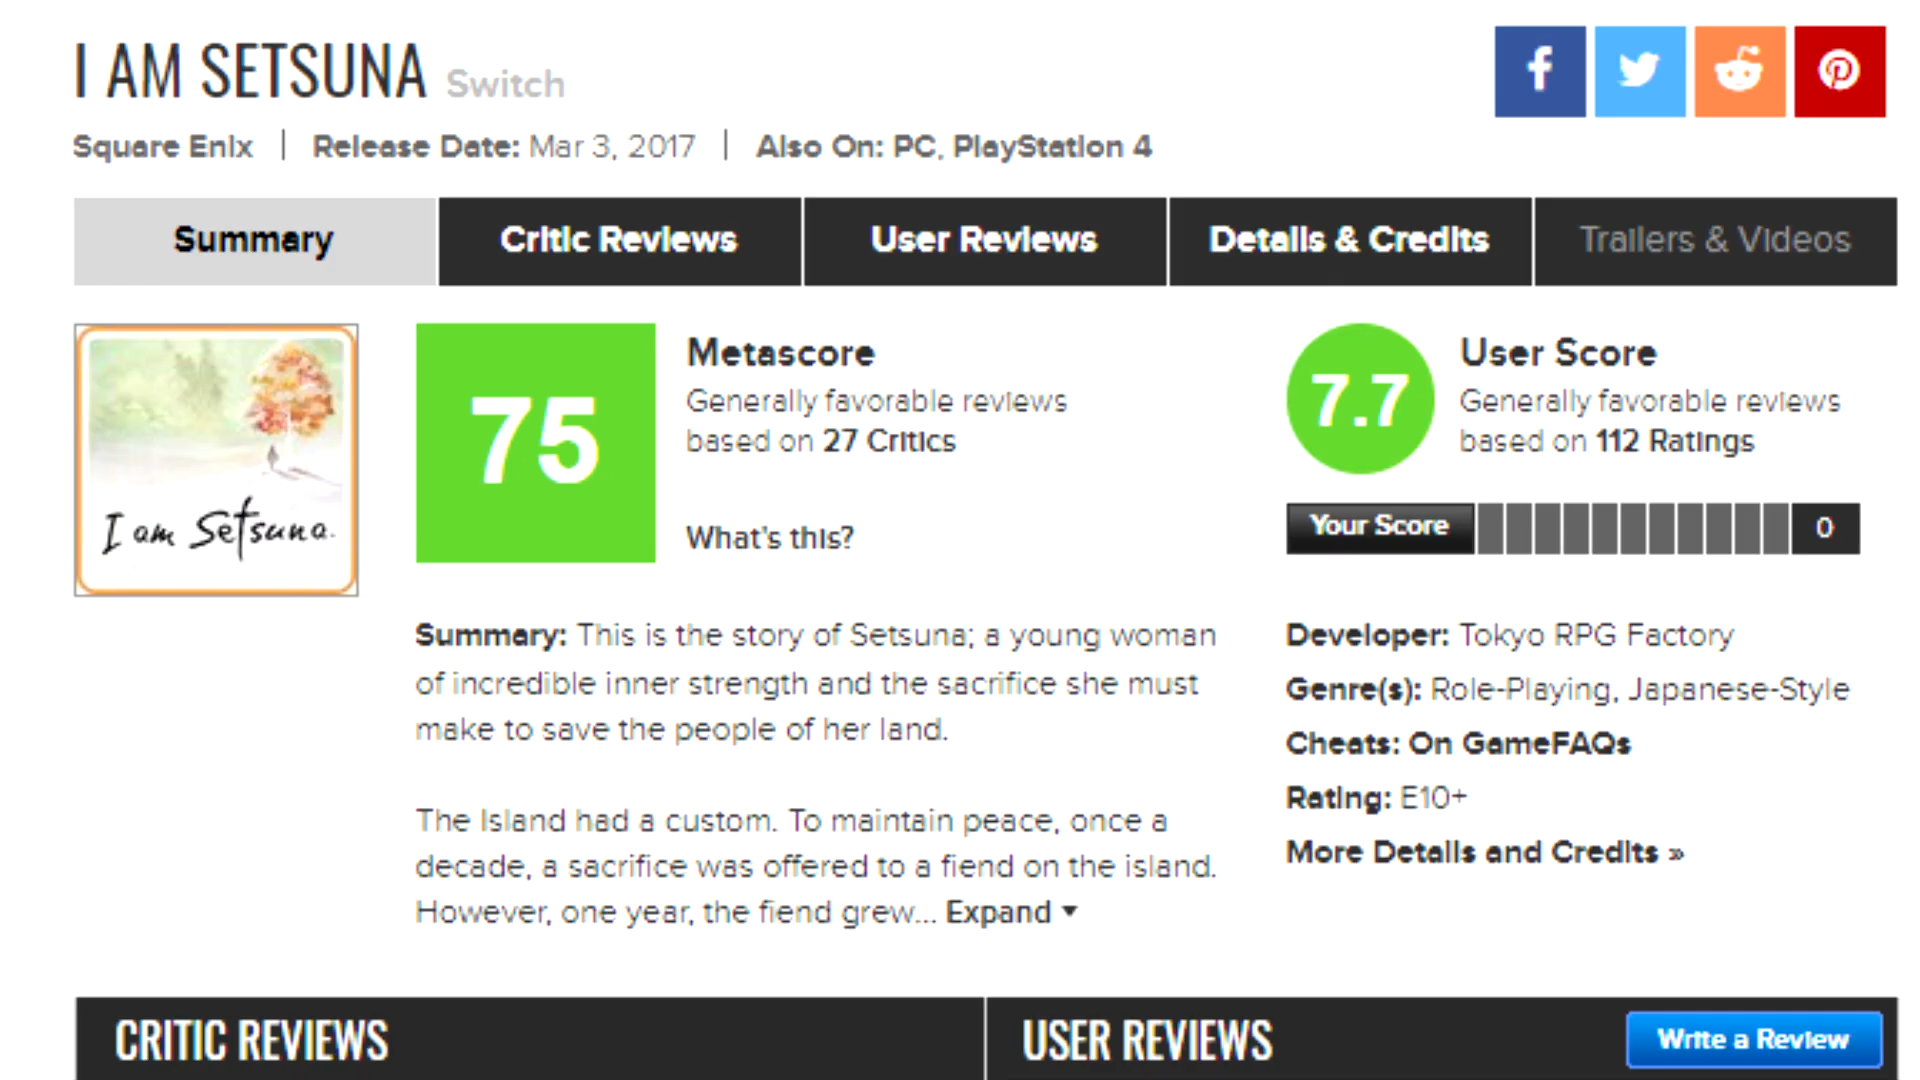 I AM SETSUNA Switch
Square Enix | Release Date: Mar 3, 2017 | Also On: PC, PlayStation 4
Summary Critic Reviews User Reviews Details & Credits Trailers & Videos
I am Setsuna.
75
Metascore
Generally favorable reviews
based on 27 Critics
What's this?
7.7
User Score
Generally favorable reviews
based on 112 Ratings
Your Score 0
Summary: This is the story of Setsuna; a young woman
of incredible inner strength and the sacrifice she must
make to save the people of her land.
The Island had a custom. To maintain peace, once a
decade, a sacrifice was offered to a fiend on the island.
However, one year, the fiend grew... Expand
Developer: Tokyo RPG Factory
Genre(s): Role-Playing, Japanese-Style
Cheats: On GameFAQs
Rating: E10+
More Details and Credits »
CRITIC REVIEWS
USER REVIEWS
Write a Review